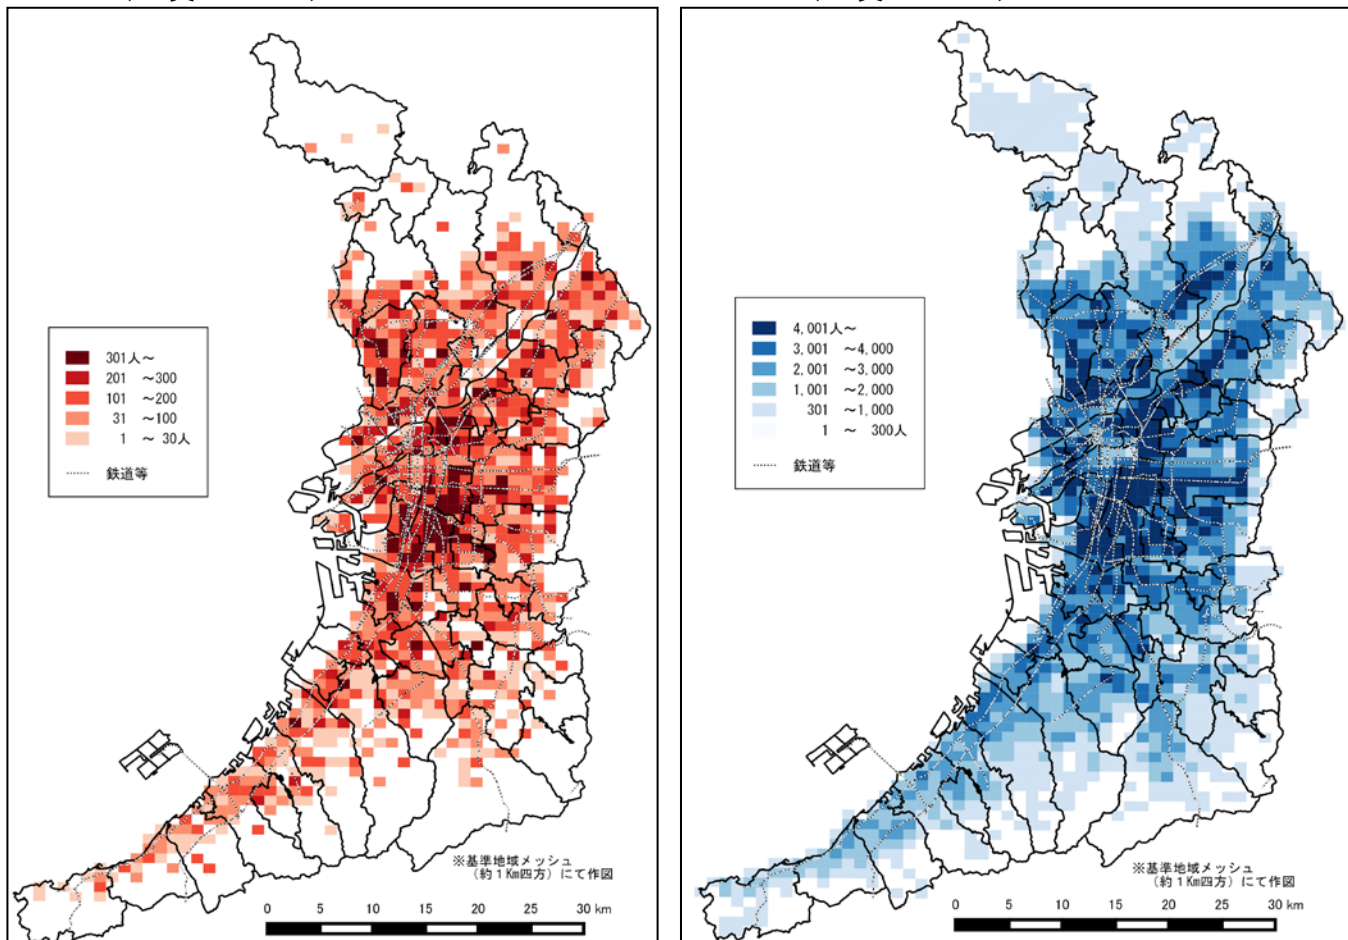 301人～
201 ～300
101 ～200
31 ～100
1 ～ 30人
鉄道等
※基準地域メッシュ
（約１Km四方）にて作図
0 5 10 15 20 25 30 km
4,001人～
3,001 ～4,000
2,001 ～3,000
1,001 ～2,000
301 ～1,000
1 ～ 300人
鉄道等
※基準地域メッシュ
（約１Km四方）にて作図
0 5 10 15 20 25 30 km